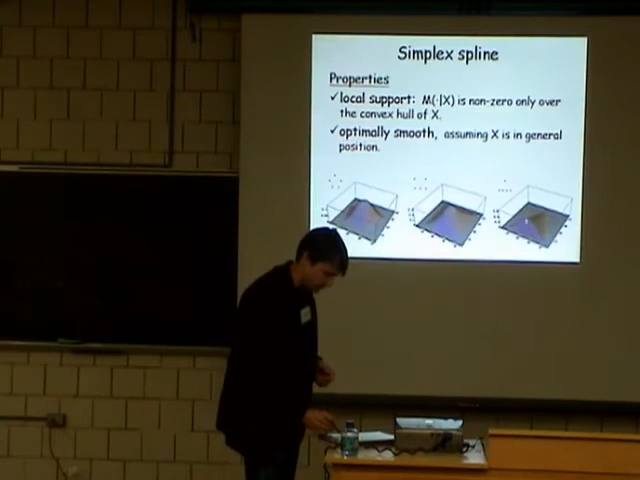 Simplex spline
Properties
✓local support: M(·|X) is non-zero only over
the convex hull of X.
✓optimally smooth, assuming X is in general
position.